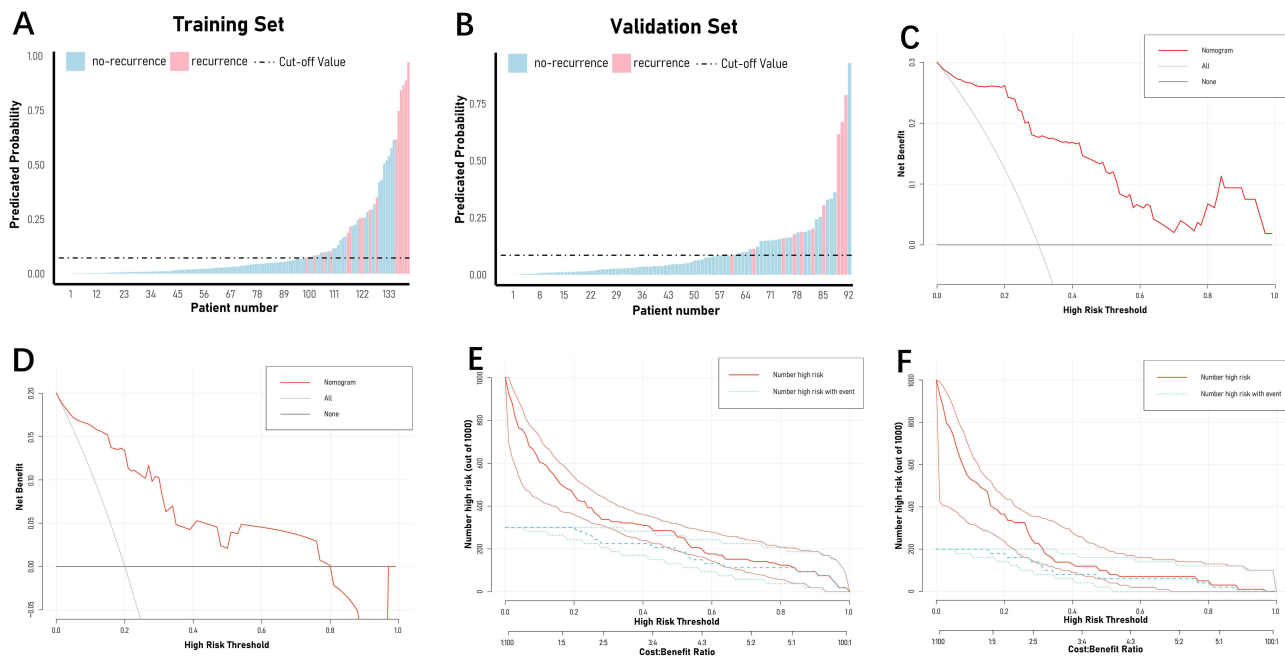 A
Training Set
no-recurrence
recurrence
Cut-off Value
Predicated Probability
1.00
0.75
0.50
0.25
0.00
1 12 23 34 45 56 67 78 89 100 111 133
Patient number
B
Validation Set
no-recurrence
recurrence
Cut-off Value
Predicated Probability
0.75
0.50
0.25
0.00
1 8 15 22 29 36 43 50 57 64 71 78 85 92
Patient number
C
Nomogram
All
None
Net Benefit
0.3
0.2
0.1
0.0
0.0 0.2 0.4 0.6 0.8 1.0
High Risk Threshold
D
Nomogram
All
None
Net Benefit
0.20
0.15
0.10
0.05
0.00
−0.05
0.0 0.2 0.4 0.6 0.8 1.0
High Risk Threshold
E
Number high risk
Number high risk with event
Number high risk (out of 1000)
1000
800
600
400
200
0
0.0 0.2 0.4 0.6 0.8 1.0
High Risk Threshold
1:100 1:5 2:5 3:4 4:3 5:2 5:1 100:1
Cost:Benefit Ratio
F
Number high risk
Number high risk with event
Number high risk (out of 1000)
1000
800
600
400
200
0
0.0 0.2 0.4 0.6 0.8 1.0
High Risk Threshold
1:100 1:5 2:5 3:4 4:3 5:2 5:1 100:1
Cost:Benefit Ratio